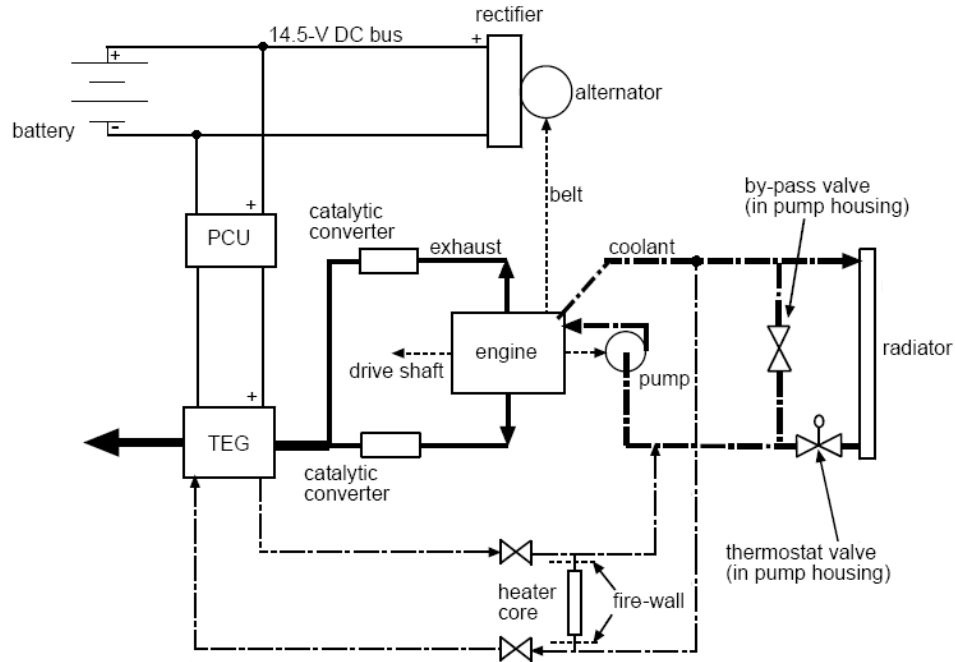 rectifier
14.5-V DC bus
+
+
alternator
battery
-
by-pass valve
(in pump housing)
belt
+
catalytic
converter
PCU
exhaust
coolant
engine
radiator
drive shaft
pump
+
TEG
catalytic
converter
thermostat valve
(in pump housing)
heater
core
fire-wall